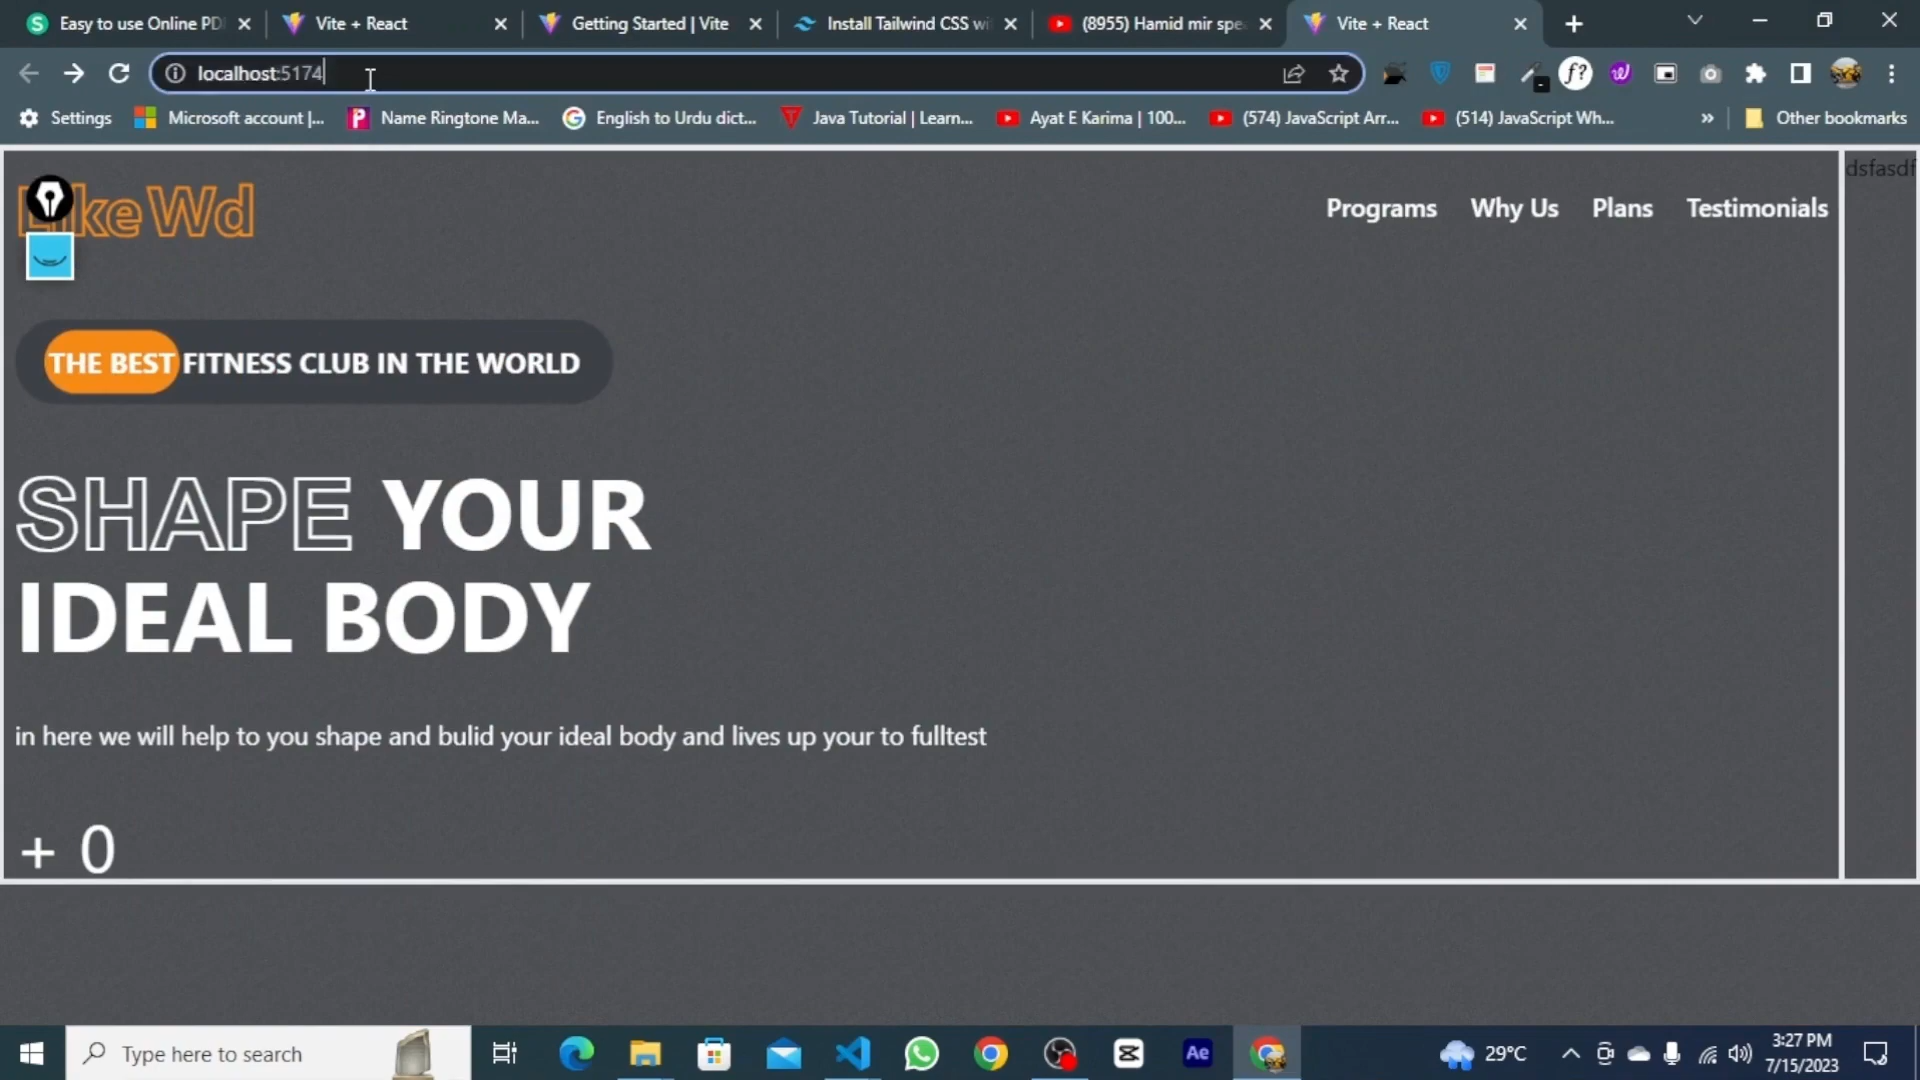 Easy to use Online PD
Vite + React
Getting Started | Vite
Install Tailwind CSS wi
(8955) Hamid mir spe
Vite + React
localhost:5174
f?
Settings
Microsoft account |...
Name Ringtone Ma...
English to Urdu dict...
Java Tutorial | Learn...
Ayat E Karima | 100...
(574) JavaScript Arr...
(514) JavaScript Wh...
»
Other bookmarks
ke Wd
Programs
Why Us
Plans
Testimonials
dsfasdf
THE BEST FITNESS CLUB IN THE WORLD
SHAPE YOUR
IDEAL BODY
in here we will help to you shape and bulid your ideal body and lives up your to fulltest
+ 0
Type here to search
Ae
29°C
3:27 PM
7/15/2023